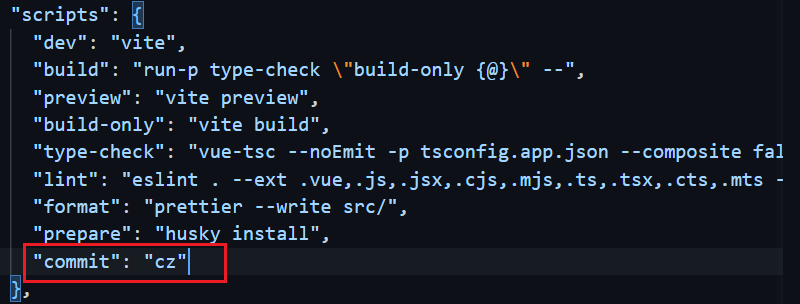 "scripts": {
"dev": "vite",
"build": "run-p type-check \"build-only {@}\" --",
"preview": "vite preview",
"build-only": "vite build",
"type-check": "vue-tsc --noEmit -p tsconfig.app.json --composite fal
"lint": "eslint . --ext .vue,.js,.jsx,.cjs,.mjs,.ts,.tsx,.cts,.mts -
"format": "prettier --write src/",
"prepare": "husky install",
"commit": "cz"
},